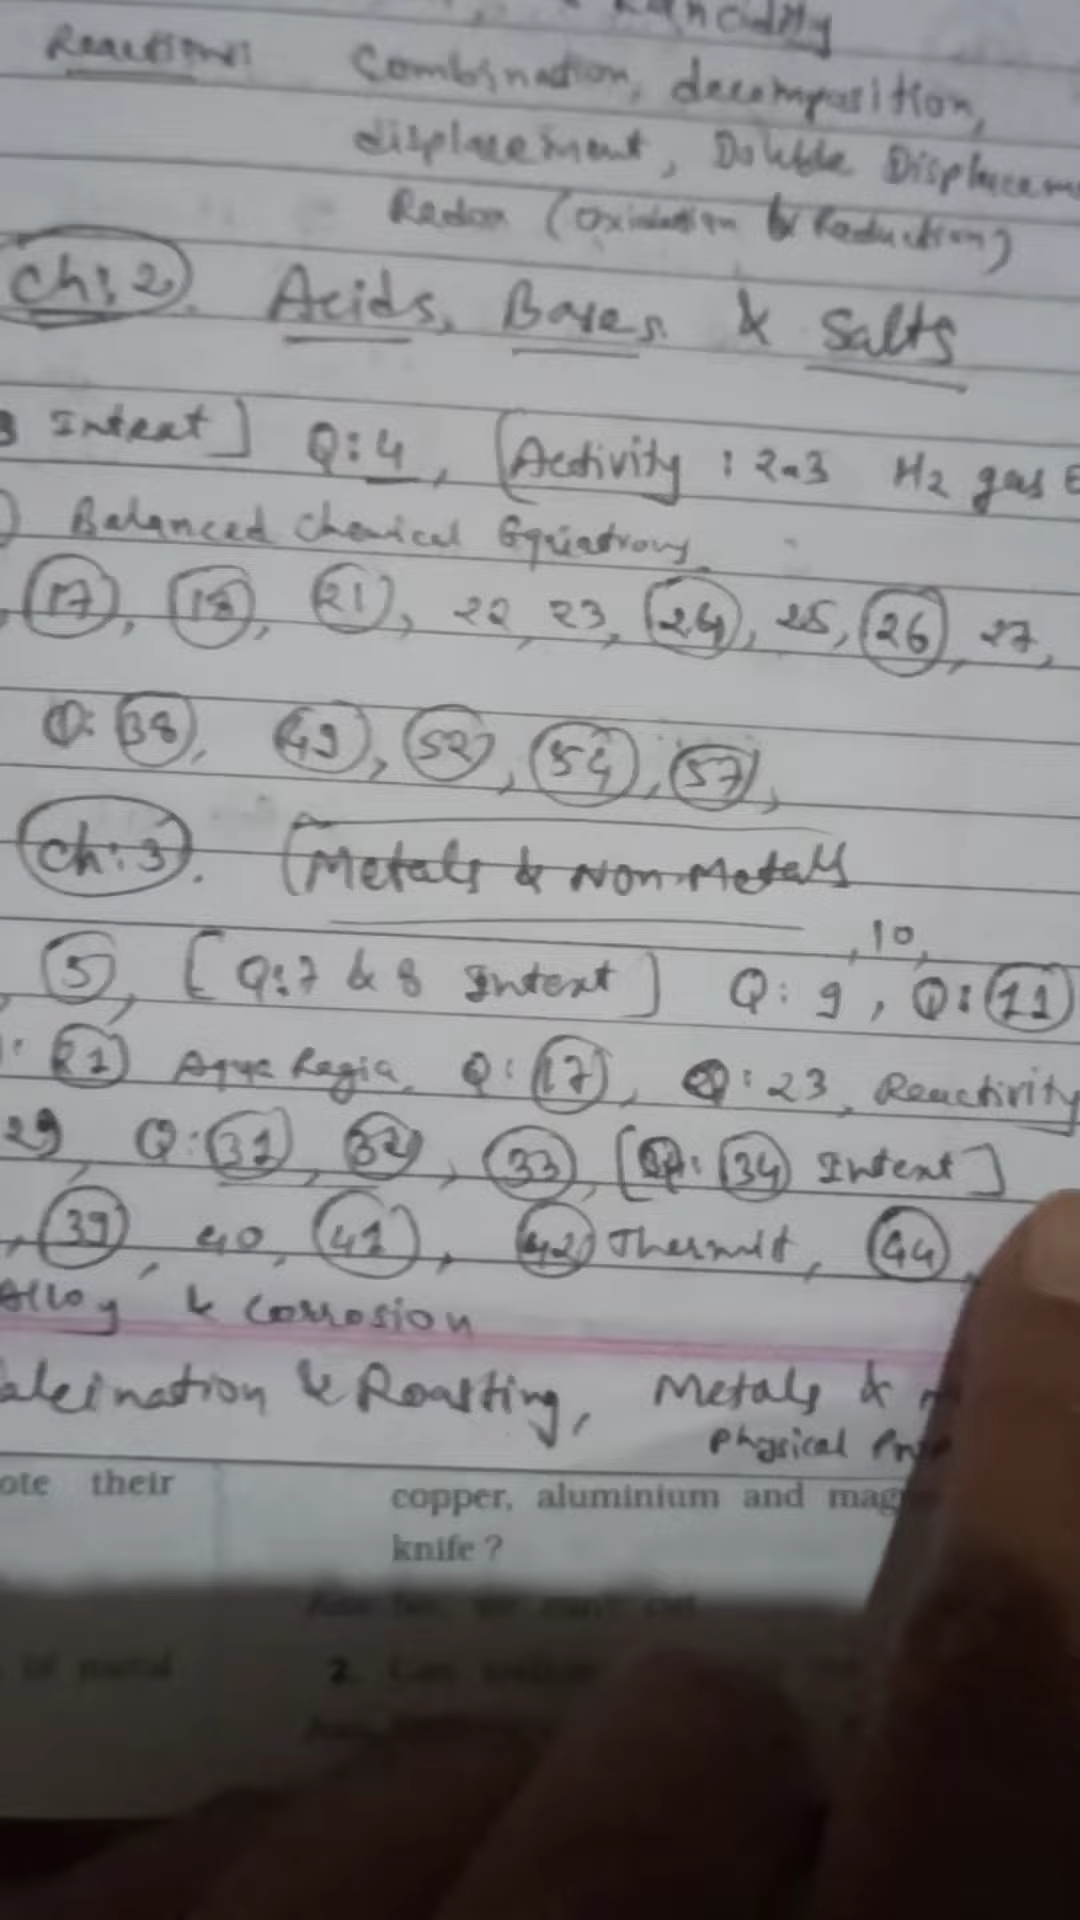 Rancidity
Reactions: Combination, decomposition,
displacement, Double Displacem
Redox (Oxidation & Reduction)
Ch: 2. Acids, Bases & Salts
Intext] Q: 4, [Activity : 2.3 H2 gas
) Balanced Chemical Equations
, 17, 18, 21, 22, 23, 24, 25, 26, 27,
Q: 38, 49, 52, 54, 57,
Ch: 3. (Metals & Non-Metals
, 5, [Q: 7 & 8 Intext] Q: 9, 10, Q: 11
: 21 Aqua Regia, Q: 17, Q: 23, Reactivity
29, Q: 31, 32, 33, [Q: 34 Intext]
, 39, 40, 41, 42 Thermit, 44,
Alloy & Corrosion
alcination & Roasting, Metals &
Physical Prop
ote their
copper, aluminium and mag
knife ?
2. Can